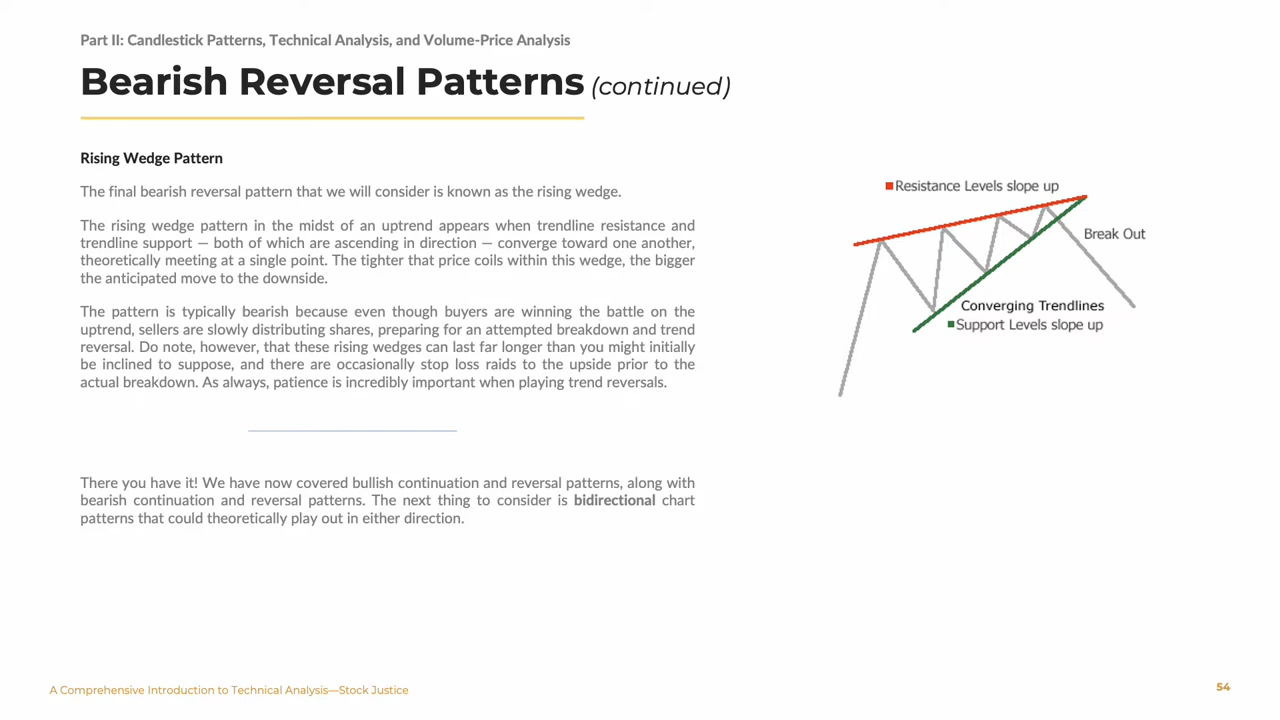 Part II: Candlestick Patterns, Technical Analysis, and Volume-Price Analysis
Bearish Reversal Patterns (continued)
Rising Wedge Pattern
The final bearish reversal pattern that we will consider is known as the rising wedge.
The rising wedge pattern in the midst of an uptrend appears when trendline resistance and
trendline support — both of which are ascending in direction — converge toward one another,
theoretically meeting at a single point. The tighter that price coils within this wedge, the bigger
the anticipated move to the downside.
The pattern is typically bearish because even though buyers are winning the battle on the
uptrend, sellers are slowly distributing shares, preparing for an attempted breakdown and trend
reversal. Do note, however, that these rising wedges can last far longer than you might initially
be inclined to suppose, and there are occasionally stop loss raids to the upside prior to the
actual breakdown. As always, patience is incredibly important when playing trend reversals.
There you have it! We have now covered bullish continuation and reversal patterns, along with
bearish continuation and reversal patterns. The next thing to consider is bidirectional chart
patterns that could theoretically play out in either direction.
Resistance Levels slope up
Break Out
Converging Trendlines
Support Levels slope up
A Comprehensive Introduction to Technical Analysis—Stock Justice
54